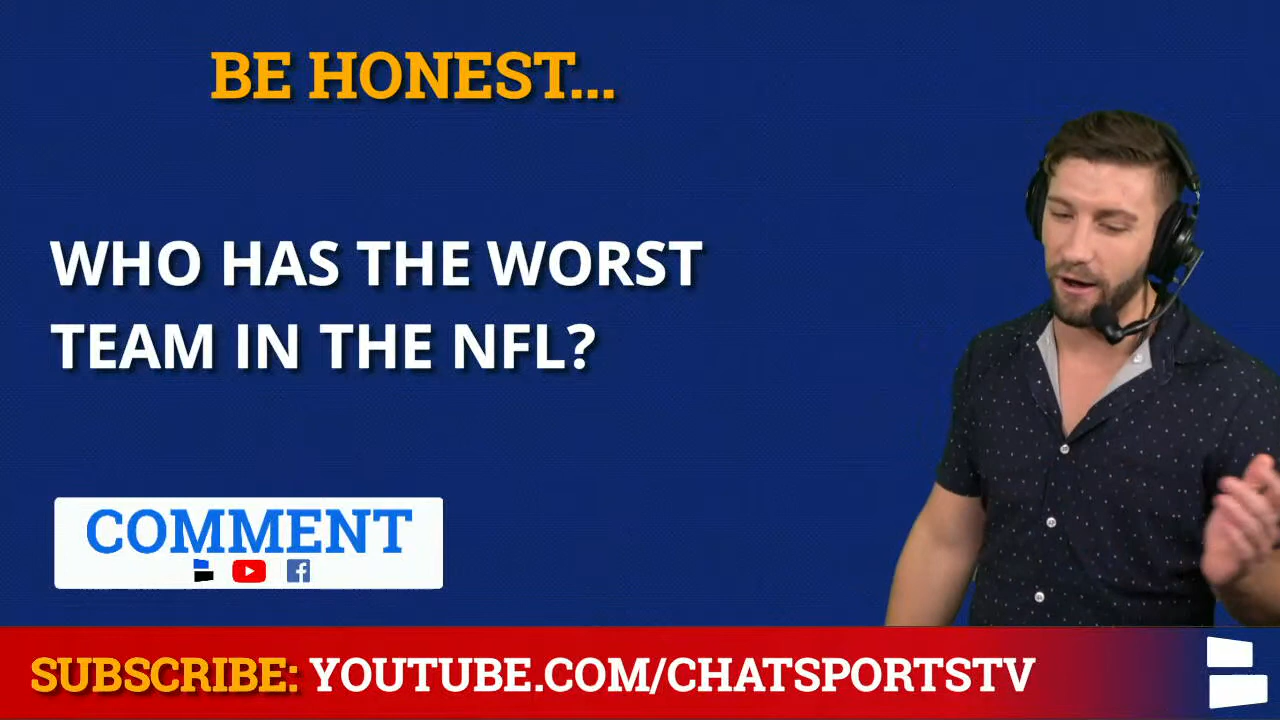 BE HONEST...
WHO HAS THE WORST
TEAM IN THE NFL?
COMMENT
SUBSCRIBE: YOUTUBE.COM/CHATSPORTSTV